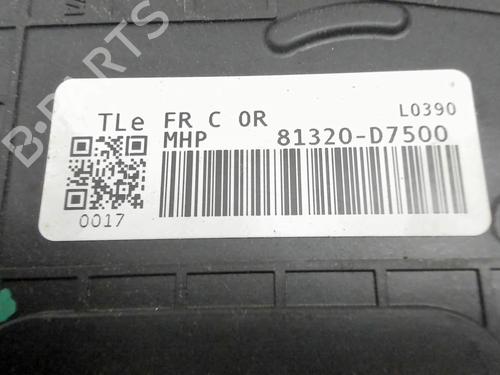 B-PARTS
TLe FR C 0R L0390
MHP 81320-D7500
0017